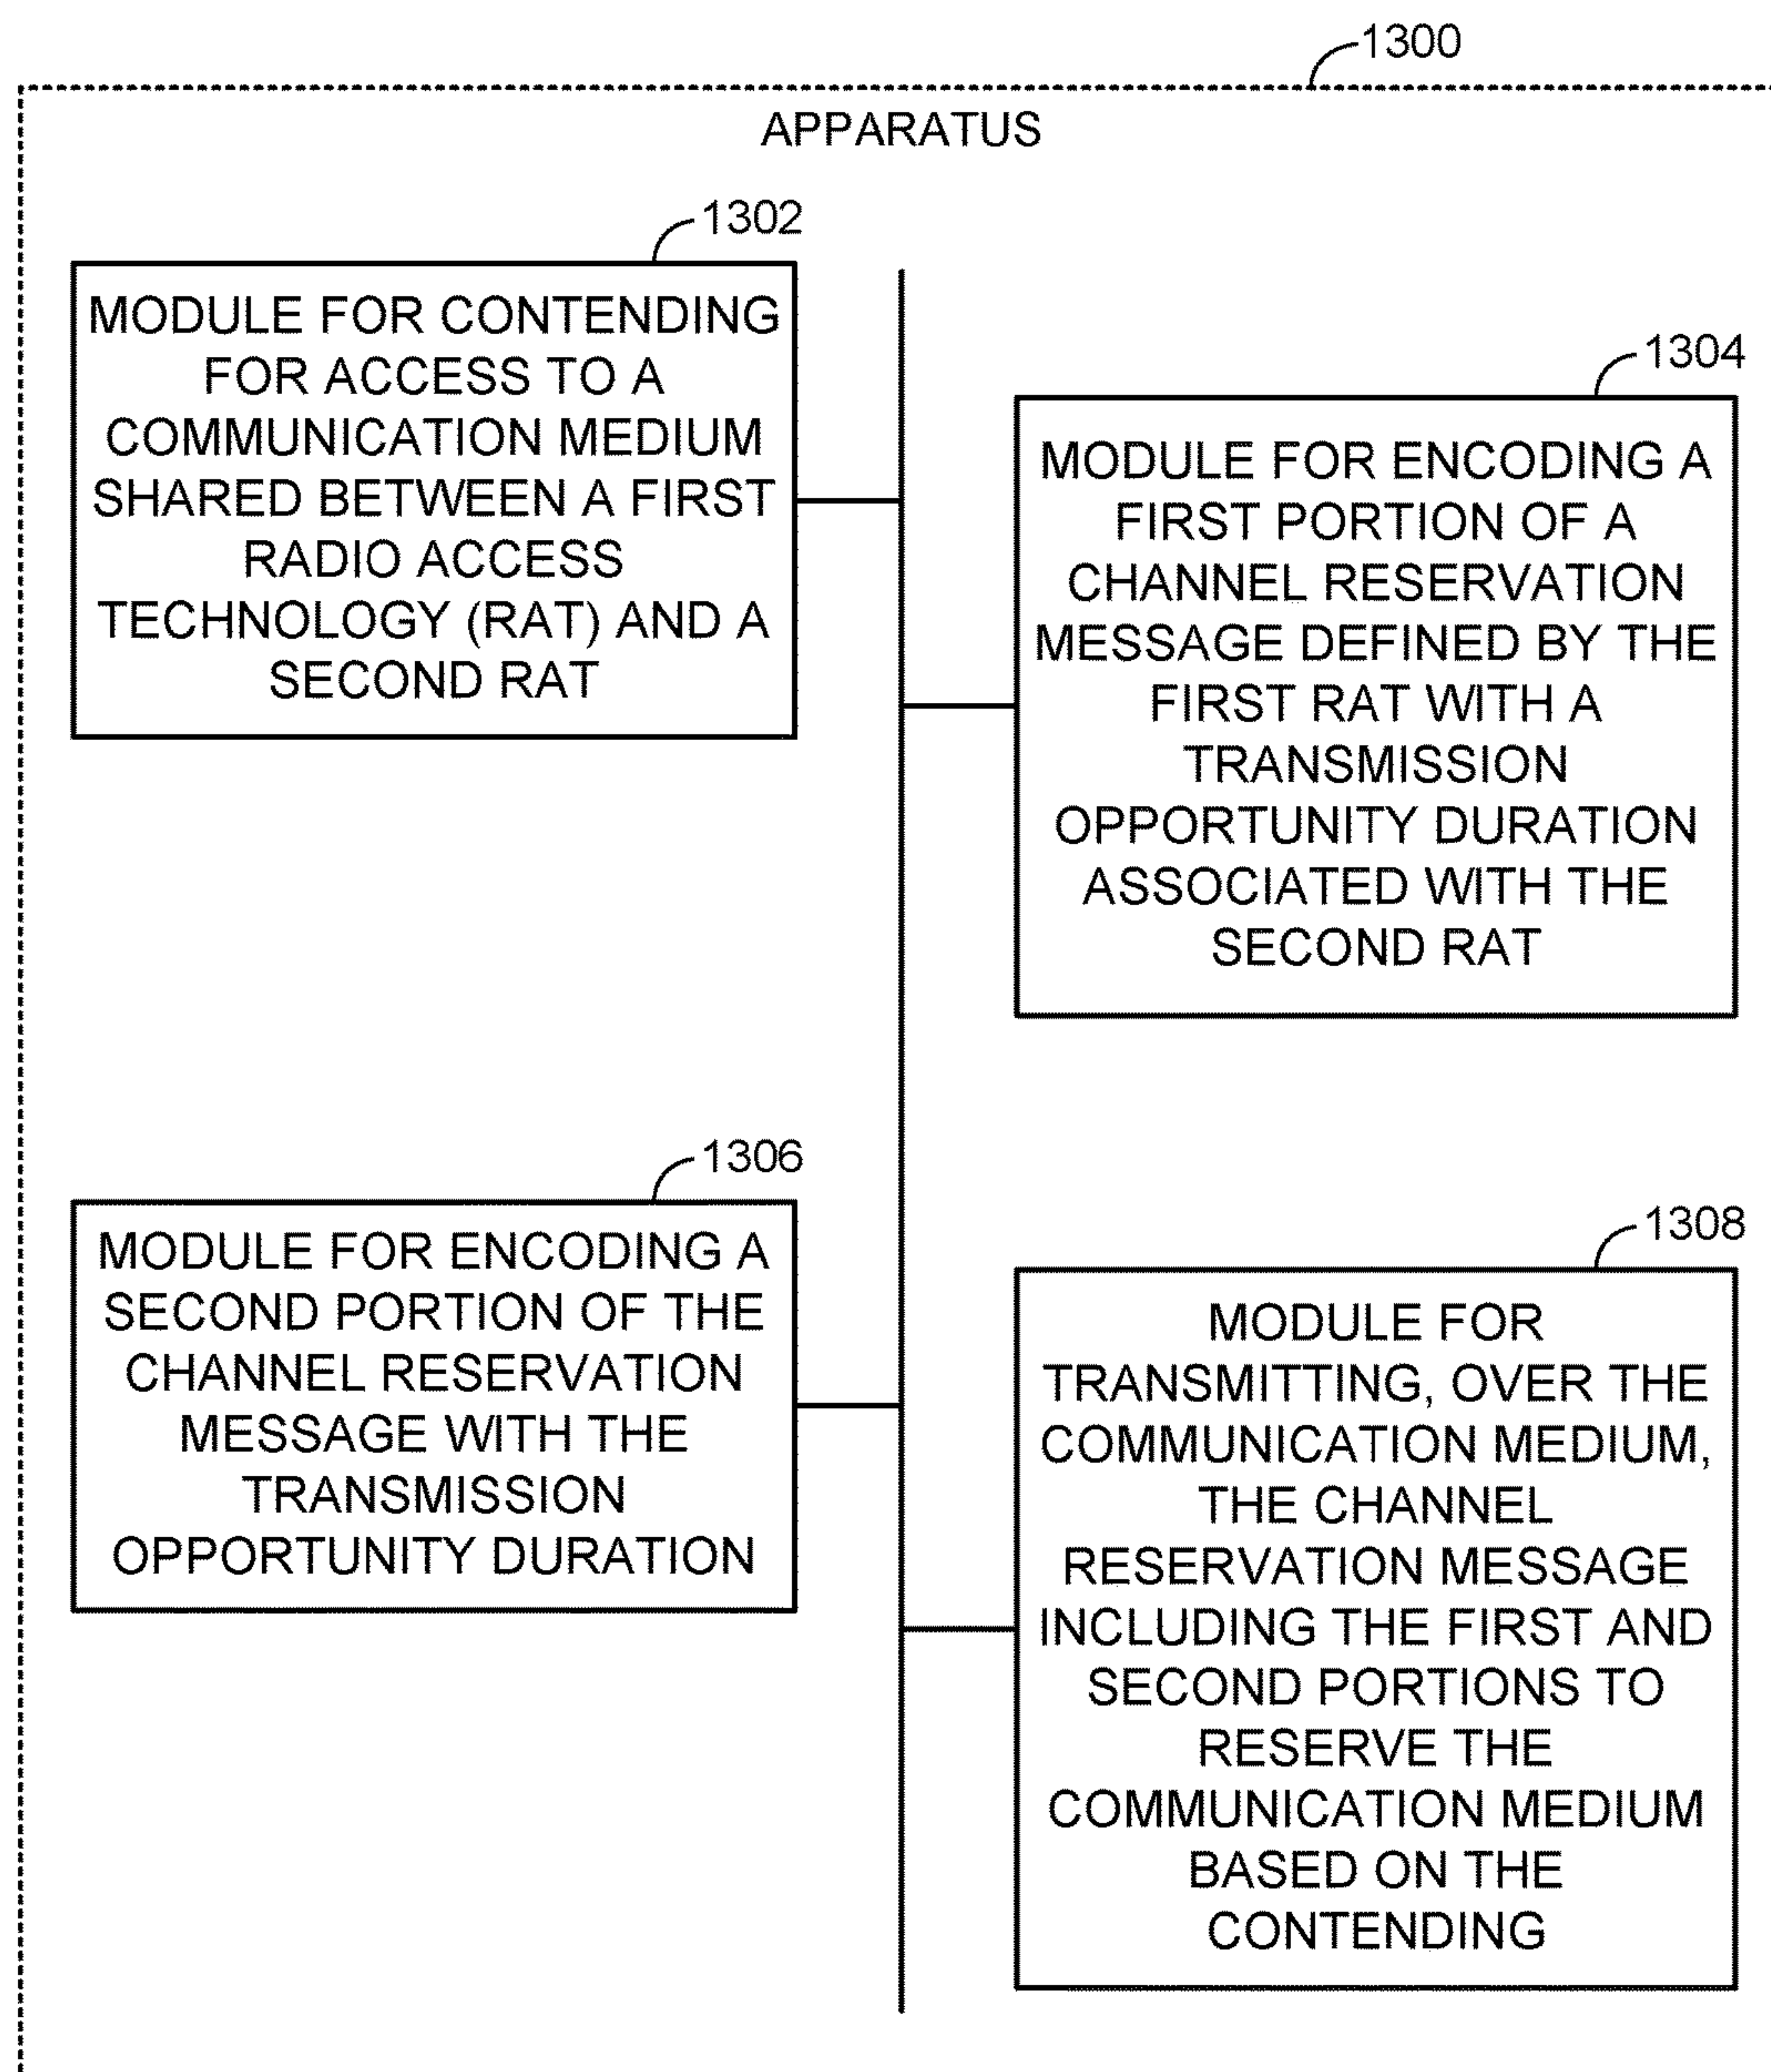 1300
APPARATUS
1302
MODULE FOR CONTENDING
FOR ACCESS TO A
COMMUNICATION MEDIUM
SHARED BETWEEN A FIRST
RADIO ACCESS
TECHNOLOGY (RAT) AND A
SECOND RAT
1304
MODULE FOR ENCODING A
FIRST PORTION OF A
CHANNEL RESERVATION
MESSAGE DEFINED BY THE
FIRST RAT WITH A
TRANSMISSION
OPPORTUNITY DURATION
ASSOCIATED WITH THE
SECOND RAT
1306
MODULE FOR ENCODING A
SECOND PORTION OF THE
CHANNEL RESERVATION
MESSAGE WITH THE
TRANSMISSION
OPPORTUNITY DURATION
1308
MODULE FOR
TRANSMITTING, OVER THE
COMMUNICATION MEDIUM,
THE CHANNEL
RESERVATION MESSAGE
INCLUDING THE FIRST AND
SECOND PORTIONS TO
RESERVE THE
COMMUNICATION MEDIUM
BASED ON THE
CONTENDING